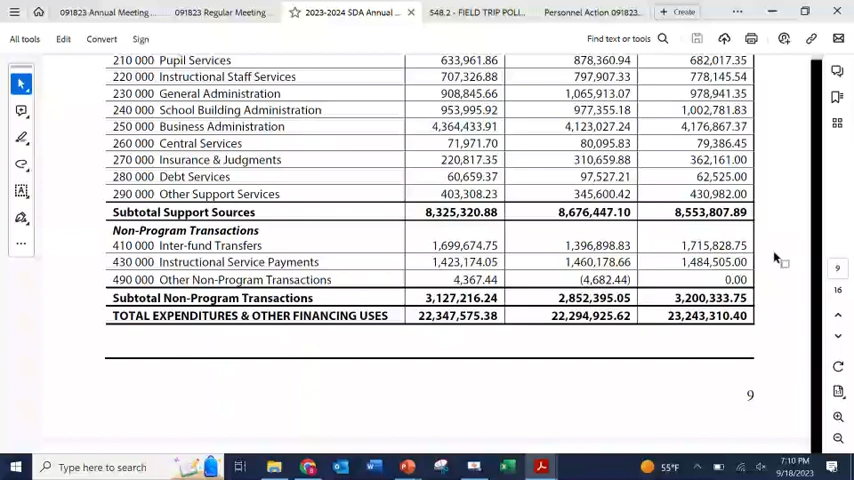 091823 Annual Meeting ... 091823 Regular Meeting ... 2023-2024 SDA Annual ... 548.2 - FIELD TRIP POLI... Personnel Action 091823... Create
All tools Edit Convert Sign Find text or tools
210 000 Pupil Services 633,961.86 878,360.94 682,017.35
220 000 Instructional Staff Services 707,326.88 797,907.33 778,145.54
230 000 General Administration 908,845.66 1,065,913.07 978,941.35
240 000 School Building Administration 953,995.92 977,355.18 1,002,781.83
250 000 Business Administration 4,364,433.91 4,123,027.24 4,176,867.37
260 000 Central Services 71,971.70 80,095.83 79,386.45
270 000 Insurance & Judgments 220,817.35 310,659.88 362,161.00
280 000 Debt Services 60,659.37 97,527.21 62,525.00
290 000 Other Support Services 403,308.23 345,600.42 430,982.00
Subtotal Support Sources 8,325,320.88 8,676,447.10 8,553,807.89
Non-Program Transactions
410 000 Inter-fund Transfers 1,699,674.75 1,396,898.83 1,715,828.75
430 000 Instructional Service Payments 1,423,174.05 1,460,178.66 1,484,505.00
490 000 Other Non-Program Transactions 4,367.44 (4,682.44) 0.00
Subtotal Non-Program Transactions 3,127,216.24 2,852,395.05 3,200,333.75
TOTAL EXPENDITURES & OTHER FINANCING USES 22,347,575.38 22,294,925.62 23,243,310.40
9
9
16
Type here to search
55°F
7:10 PM
9/18/2023